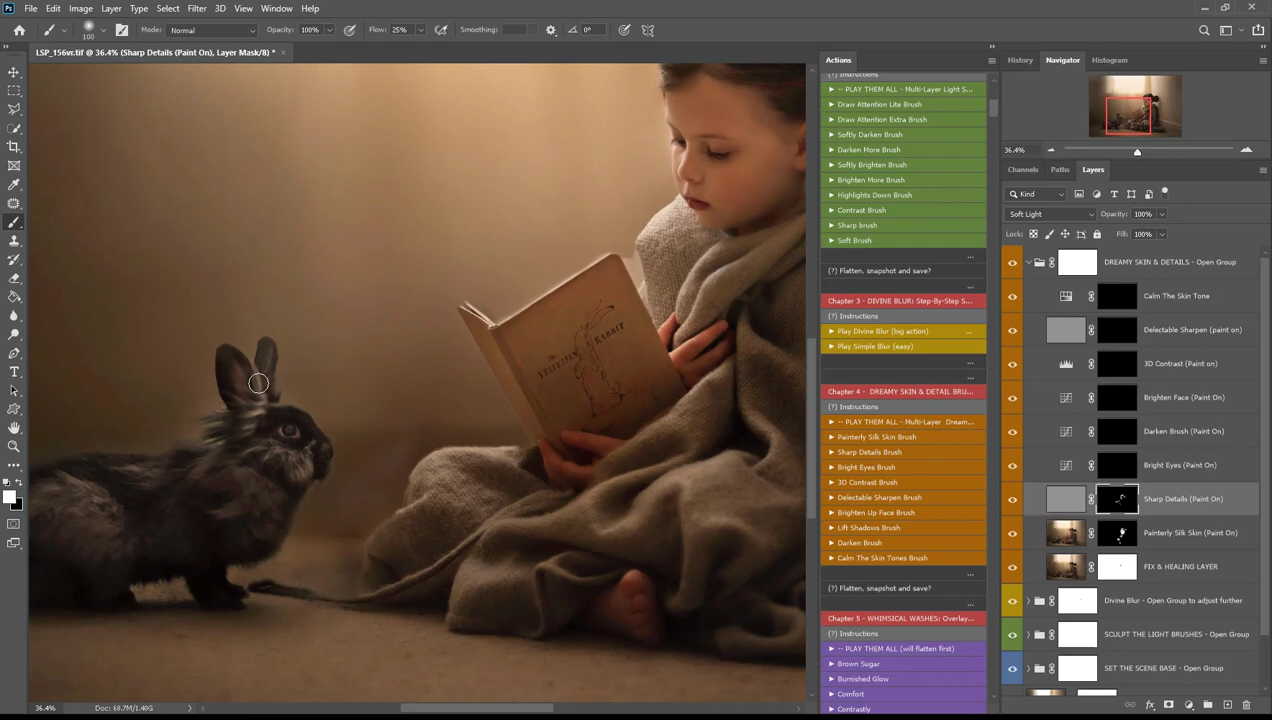 Ps File Edit Image Layer Type Select Filter 3D View Window Help
100 Mode: Normal Opacity: 100% Flow: 25% Smoothing: 0°
LSP_156vr.tif @ 36.4% (Sharp Details (Paint On), Layer Mask/8) * ×
Actions
(?) Instructions
-- PLAY THEM ALL - Multi-Layer Light S...
Draw Attention Lite Brush
Draw Attention Extra Brush
Softly Darken Brush
Darken More Brush
Softly Brighten Brush
Brighten More Brush
Highlights Down Brush
Contrast Brush
Sharp brush
Soft Brush
...
(?) Flatten, snapshot and save?
...
Chapter 3 - DIVINE BLUR: Step-By-Step S...
(?) Instructions
Play Divine Blur (big action) ...
Play Simple Blur (easy)
...
...
Chapter 4 - DREAMY SKIN & DETAIL BRU...
(?) Instructions
-- PLAY THEM ALL - Multi-Layer Dream...
Painterly Silk Skin Brush
Sharp Details Brush
Bright Eyes Brush
3D Contrast Brush
Delectable Sharpen Brush
Brighten Up Face Brush
Lift Shadows Brush
Darken Brush
Calm The Skin Tones Brush
...
(?) Flatten, snapshot and save?
...
Chapter 5 - WHIMSICAL WASHES: Overlay...
(?) Instructions
-- PLAY THEM ALL (will flatten first)
Brown Sugar
Burnished Glow
Comfort
Contrastly
History Navigator Histogram
36.4%
Channels Paths Layers
Kind
Soft Light Opacity: 100%
Lock: Fill: 100%
DREAMY SKIN & DETAILS - Open Group
Calm The Skin Tone
Delectable Sharpen (paint on)
3D Contrast (Paint on)
Brighten Face (Paint On)
Darken Brush (Paint On)
Bright Eyes (Paint On)
Sharp Details (Paint On)
Painterly Silk Skin (Paint On)
FIX & HEALING LAYER
Divine Blur - Open Group to adjust further
SCULPT THE LIGHT BRUSHES - Open Group
SET THE SCENE BASE - Open Group
The
VELVETEEN RABBIT
36.4% Doc: 68.7M/1.40G